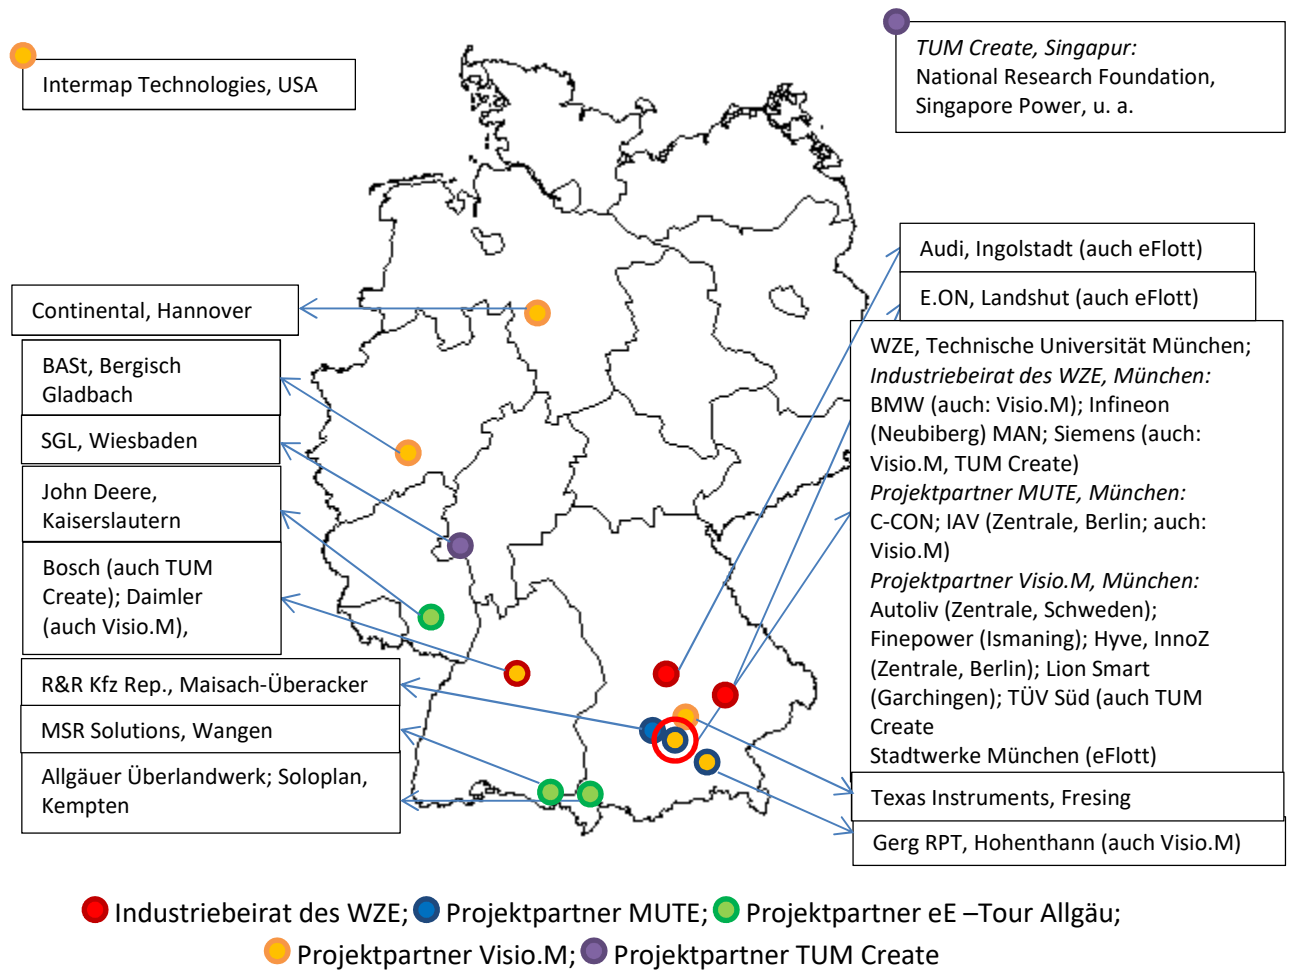 Intermap Technologies, USA
TUM Create, Singapur:
National Research Foundation,
Singapore Power, u. a.
Continental, Hannover
BASt, Bergisch
Gladbach
SGL, Wiesbaden
John Deere,
Kaiserslautern
Bosch (auch TUM
Create); Daimler
(auch Visio.M),
R&R Kfz Rep., Maisach-Überacker
MSR Solutions, Wangen
Allgäuer Überlandwerk; Soloplan,
Kempten
Audi, Ingolstadt (auch eFlott)
E.ON, Landshut (auch eFlott)
WZE, Technische Universität München;
Industriebeirat des WZE, München:
BMW (auch: Visio.M); Infineon
(Neubiberg) MAN; Siemens (auch:
Visio.M, TUM Create)
Projektpartner MUTE, München:
C-CON; IAV (Zentrale, Berlin; auch:
Visio.M)
Projektpartner Visio.M, München:
Autoliv (Zentrale, Schweden);
Finepower (Ismaning); Hyve, InnoZ
(Zentrale, Berlin); Lion Smart
(Garchingen); TÜV Süd (auch TUM
Create
Stadtwerke München (eFlott)
Texas Instruments, Fresing
Gerg RPT, Hohenthann (auch Visio.M)
Industriebeirat des WZE; Projektpartner MUTE; Projektpartner eE –Tour Allgäu;
Projektpartner Visio.M; Projektpartner TUM Create